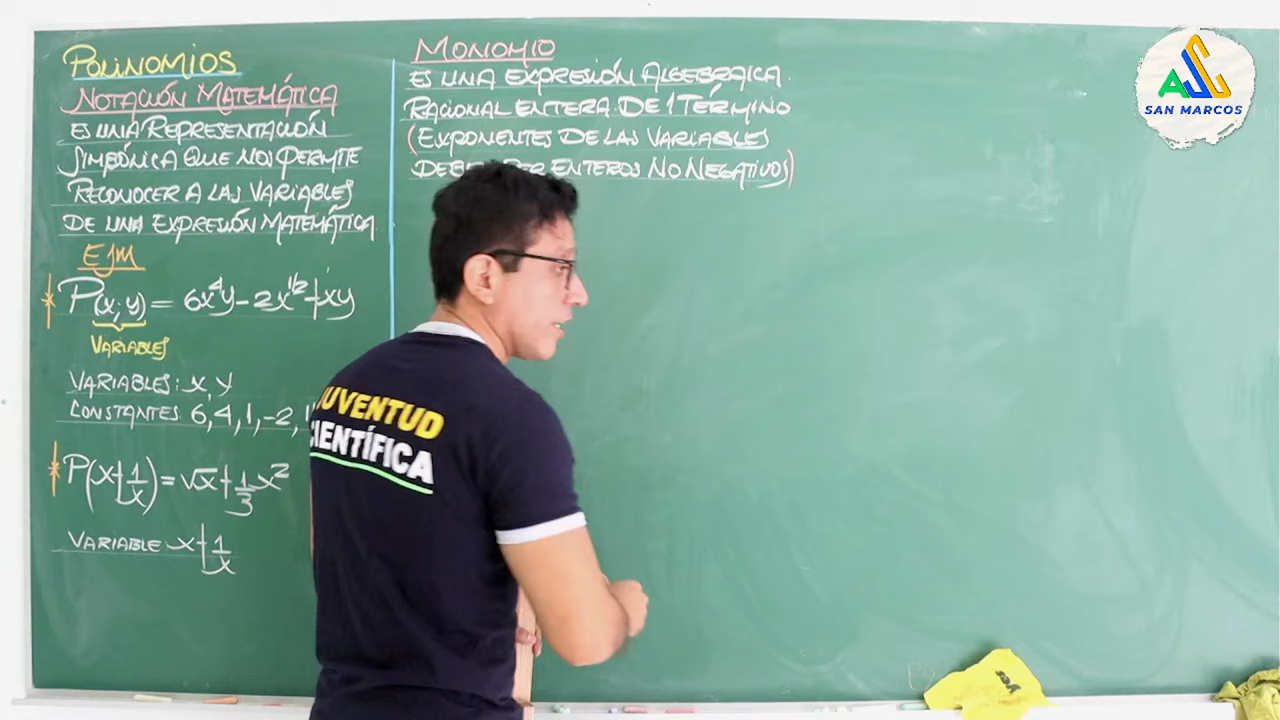 POLINOMIOS
NOTACIÓN MATEMÁTICA
ES UNA REPRESENTACIÓN
SIMBÓLICA QUE NOS PERMITE
RECONOCER A LAS VARIABLES
DE UNA EXPRESIÓN MATEMÁTICA
EJM
* P(x; y) = 6x⁴y - 2x^1/2 + xy
VARIABLES
VARIABLES: x, y
CONSTANTES: 6, 4, 1, -2,
* P(x + 1/x) = √x + 1/3 x²
VARIABLE: x + 1/x
MONOMIO
ES UNA EXPRESIÓN ALGEBRAICA
RACIONAL ENTERA DE 1 TÉRMINO
(EXPONENTES DE LAS VARIABLES
ENTEROS NO NEGATIVOS)
JUVENTUD
CIENTÍFICA
SAN MARCOS